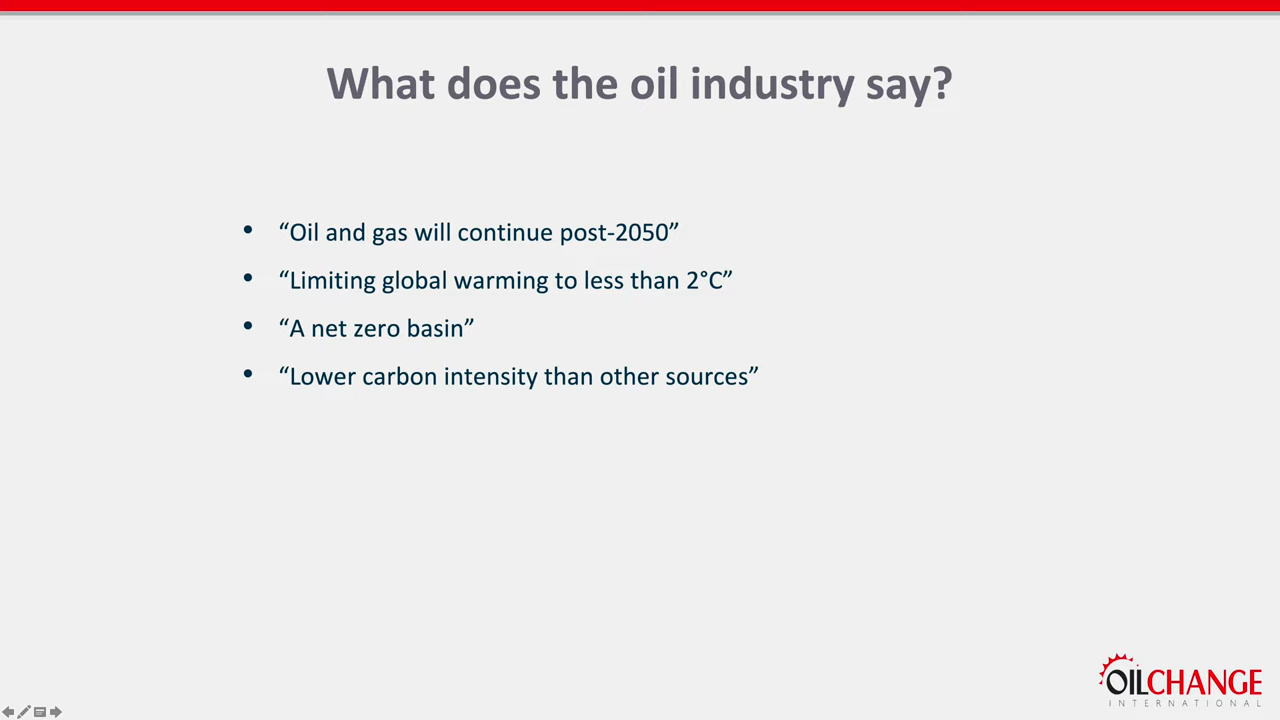 What does the oil industry say?
• “Oil and gas will continue post-2050”
• “Limiting global warming to less than 2°C”
• “A net zero basin”
• “Lower carbon intensity than other sources”
OILCHANGE
INTERNATIONAL